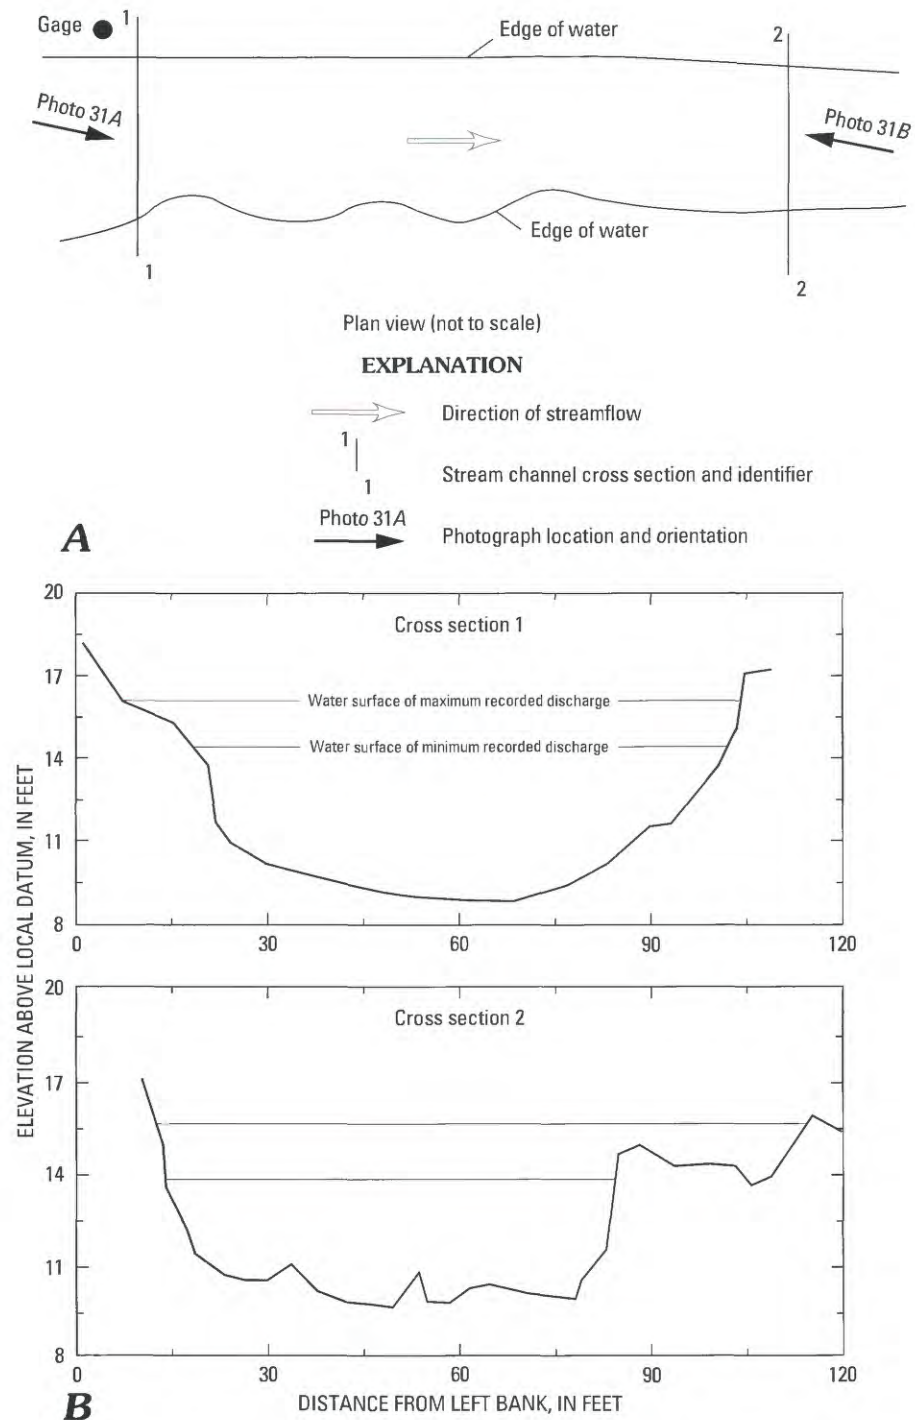 Gage
1
Edge of water
2
Photo 31A
Photo 31B
Edge of water
1
2
Plan view (not to scale)
EXPLANATION
Direction of streamflow
1
1
Stream channel cross section and identifier
Photo 31A
Photograph location and orientation
A
20
Cross section 1
17
Water surface of maximum recorded discharge
Water surface of minimum recorded discharge
14
11
8
0
30
60
90
120
ELEVATION ABOVE LOCAL DATUM, IN FEET
20
Cross section 2
17
14
11
8
0
30
60
90
120
DISTANCE FROM LEFT BANK, IN FEET
B